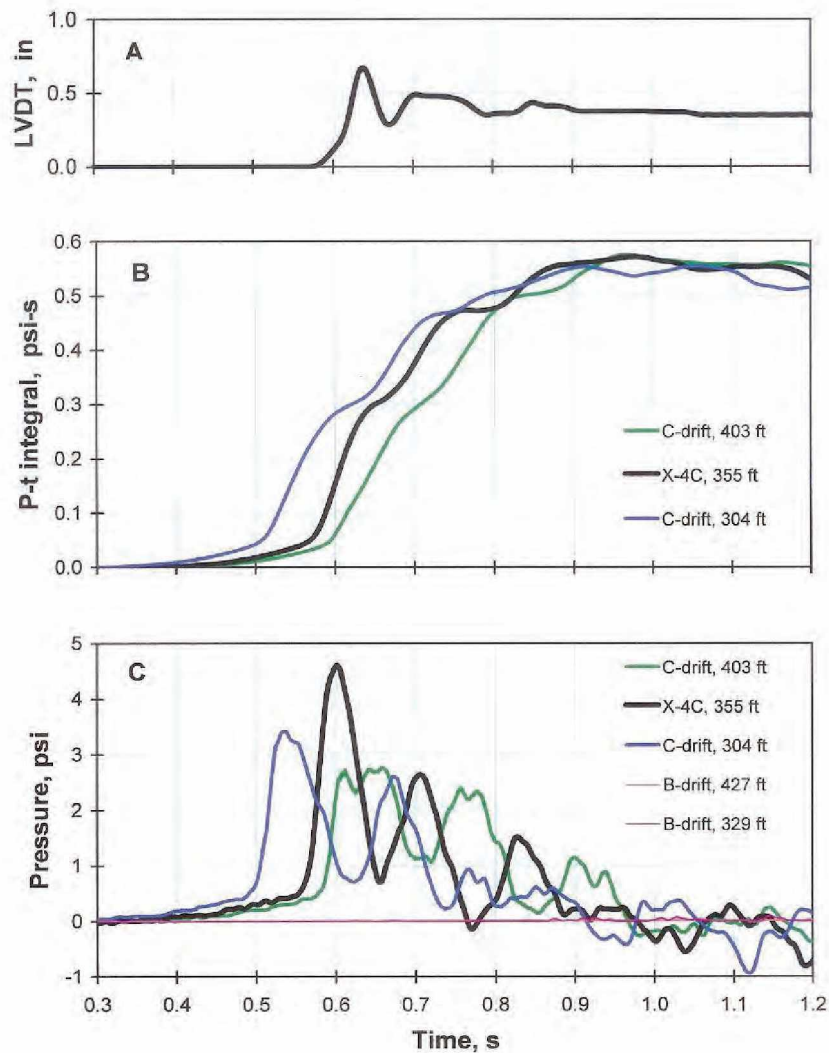 A
LVDT, in
1.0
0.5
0.0
B
P-t integral, psi-s
0.6
0.5
0.4
0.3
0.2
0.1
0.0
C-drift, 403 ft
X-4C, 355 ft
C-drift, 304 ft
C
Pressure, psi
5
4
3
2
1
0
-1
C-drift, 403 ft
X-4C, 355 ft
C-drift, 304 ft
B-drift, 427 ft
B-drift, 329 ft
0.3 0.4 0.5 0.6 0.7 0.8 0.9 1.0 1.1 1.2
Time, s